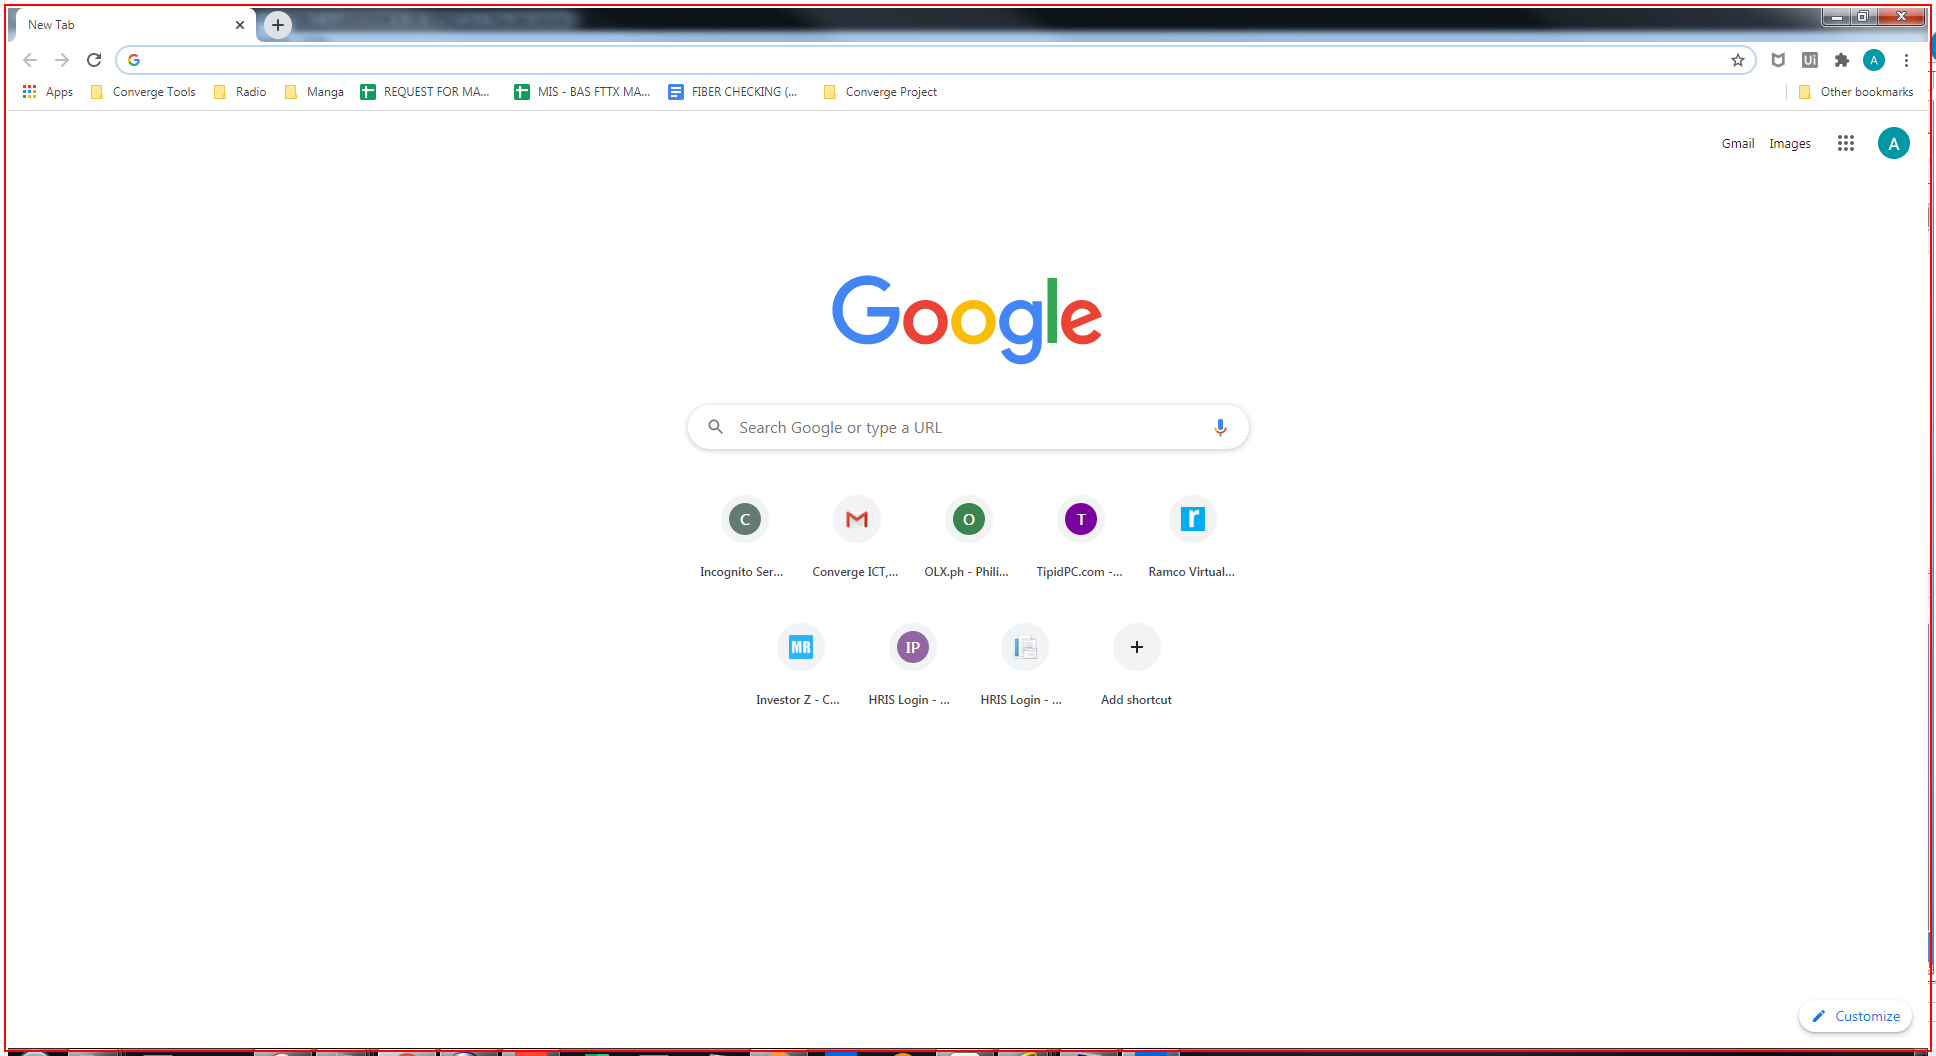 New Tab
Apps Converge Tools Radio Manga REQUEST FOR MA... MIS - BAS FTTX MA... FIBER CHECKING (... Converge Project Other bookmarks
Gmail Images A
Google
Search Google or type a URL
C O T r
Incognito Ser... Converge ICT,... OLX.ph - Phili... TipidPC.com -... Ramco Virtual...
MR IP
Investor Z - C... HRIS Login - ... HRIS Login - ... Add shortcut
Customize